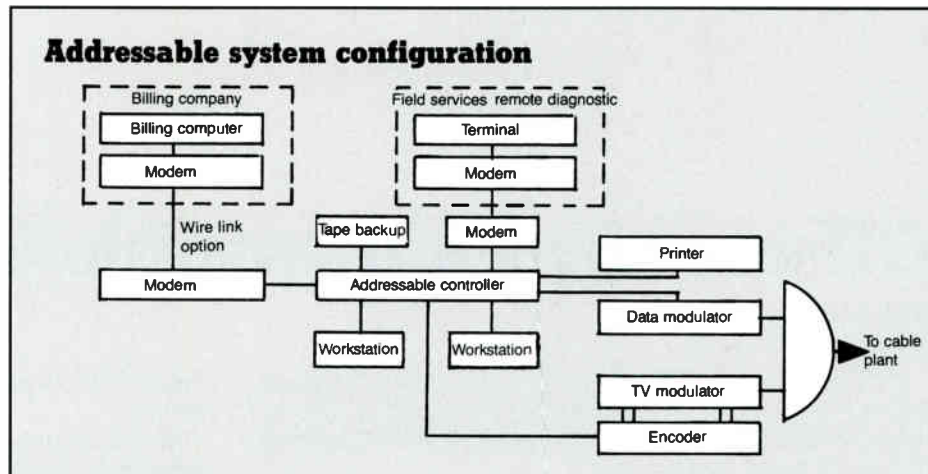 Addressable system configuration
Billing company
Billing computer
Modem
Wire link
option
Modem
Field services remote diagnostic
Terminal
Modem
Tape backup
Modem
Addressable controller
Workstation
Workstation
Printer
Data modulator
TV modulator
Encoder
To cable
plant